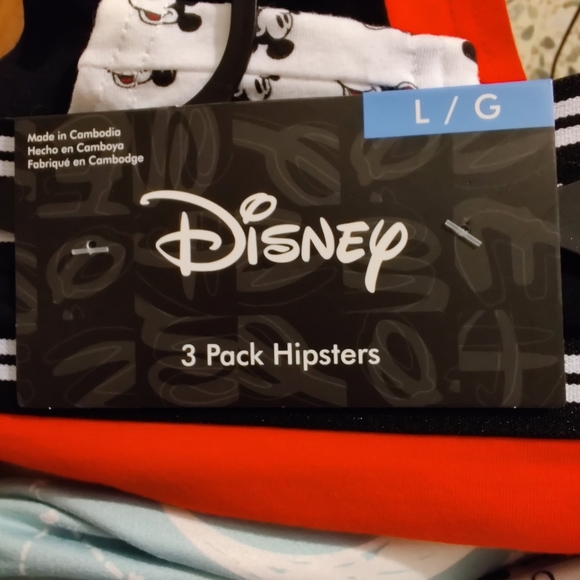 L / G
Made in Cambodia
Hecho en Camboya
Fabriqué en Cambodge
Disney
3 Pack Hipsters